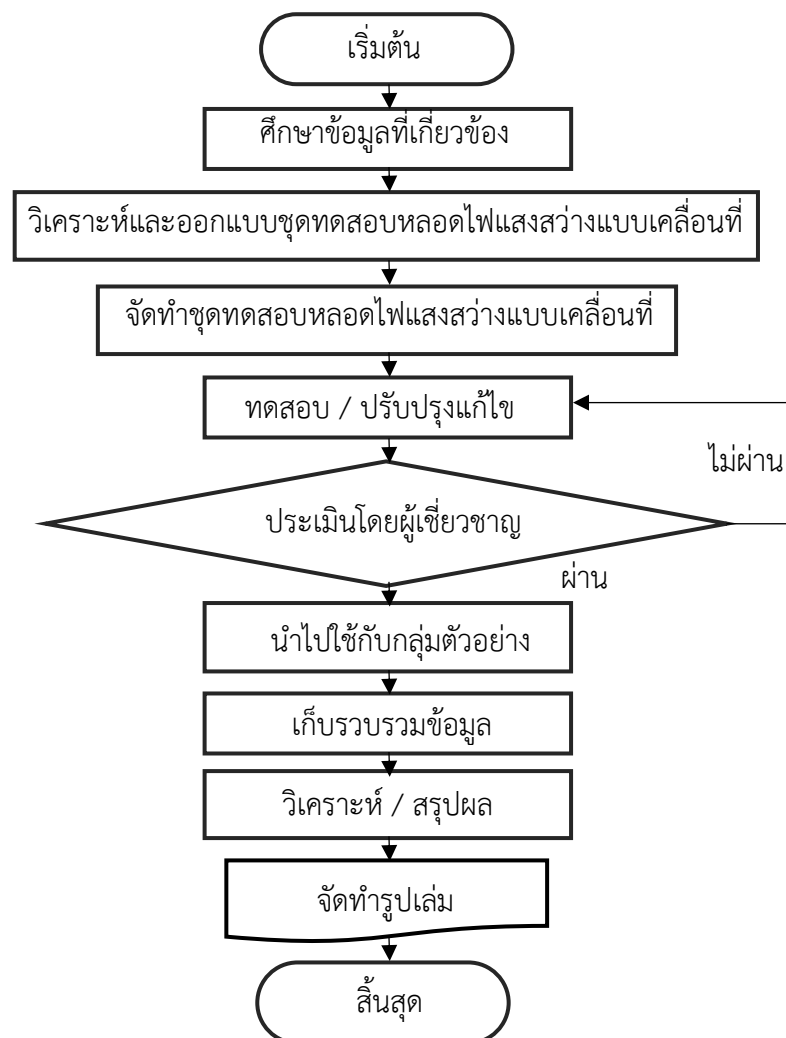 เริ่มต้น
ศึกษาข้อมูลที่เกี่ยวข้อง
วิเคราะห์และออกแบบชุดทดสอบหลอดไฟแสงสว่างแบบเคลื่อนที่
จัดทำชุดทดสอบหลอดไฟแสงสว่างแบบเคลื่อนที่
ทดสอบ / ปรับปรุงแก้ไข
ไม่ผ่าน
ประเมินโดยผู้เชี่ยวชาญ
ผ่าน
นำไปใช้กับกลุ่มตัวอย่าง
เก็บรวบรวมข้อมูล
วิเคราะห์ / สรุปผล
จัดทำรูปเล่ม
สิ้นสุด